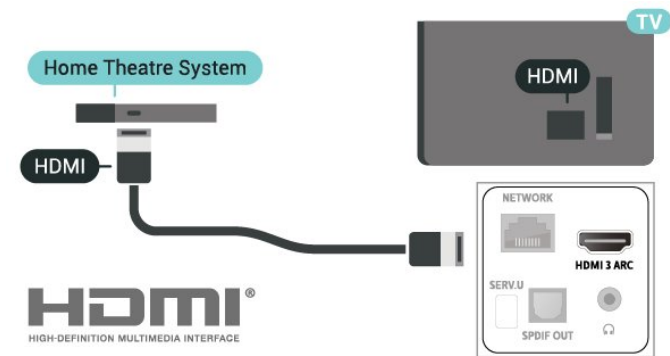 TV
Home Theatre System
HDMI
HDMI
NETWORK
HDMI 3 ARC
SERV.U
SPDIF OUT
HDMI®
HIGH-DEFINITION MULTIMEDIA INTERFACE